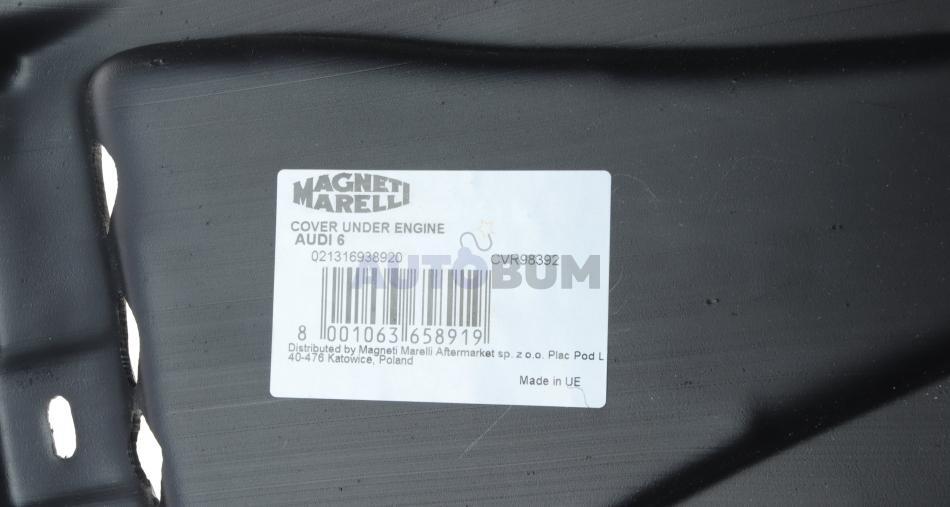 MAGNETI
MARELLI
COVER UNDER ENGINE
AUDI 6
021316938920 CVR98392
AUTOBUM
8 001063 658919
Distributed by Magneti Marelli Aftermarket sp. z o.o. Plac Pod L
40-476 Katowice, Poland
Made in UE